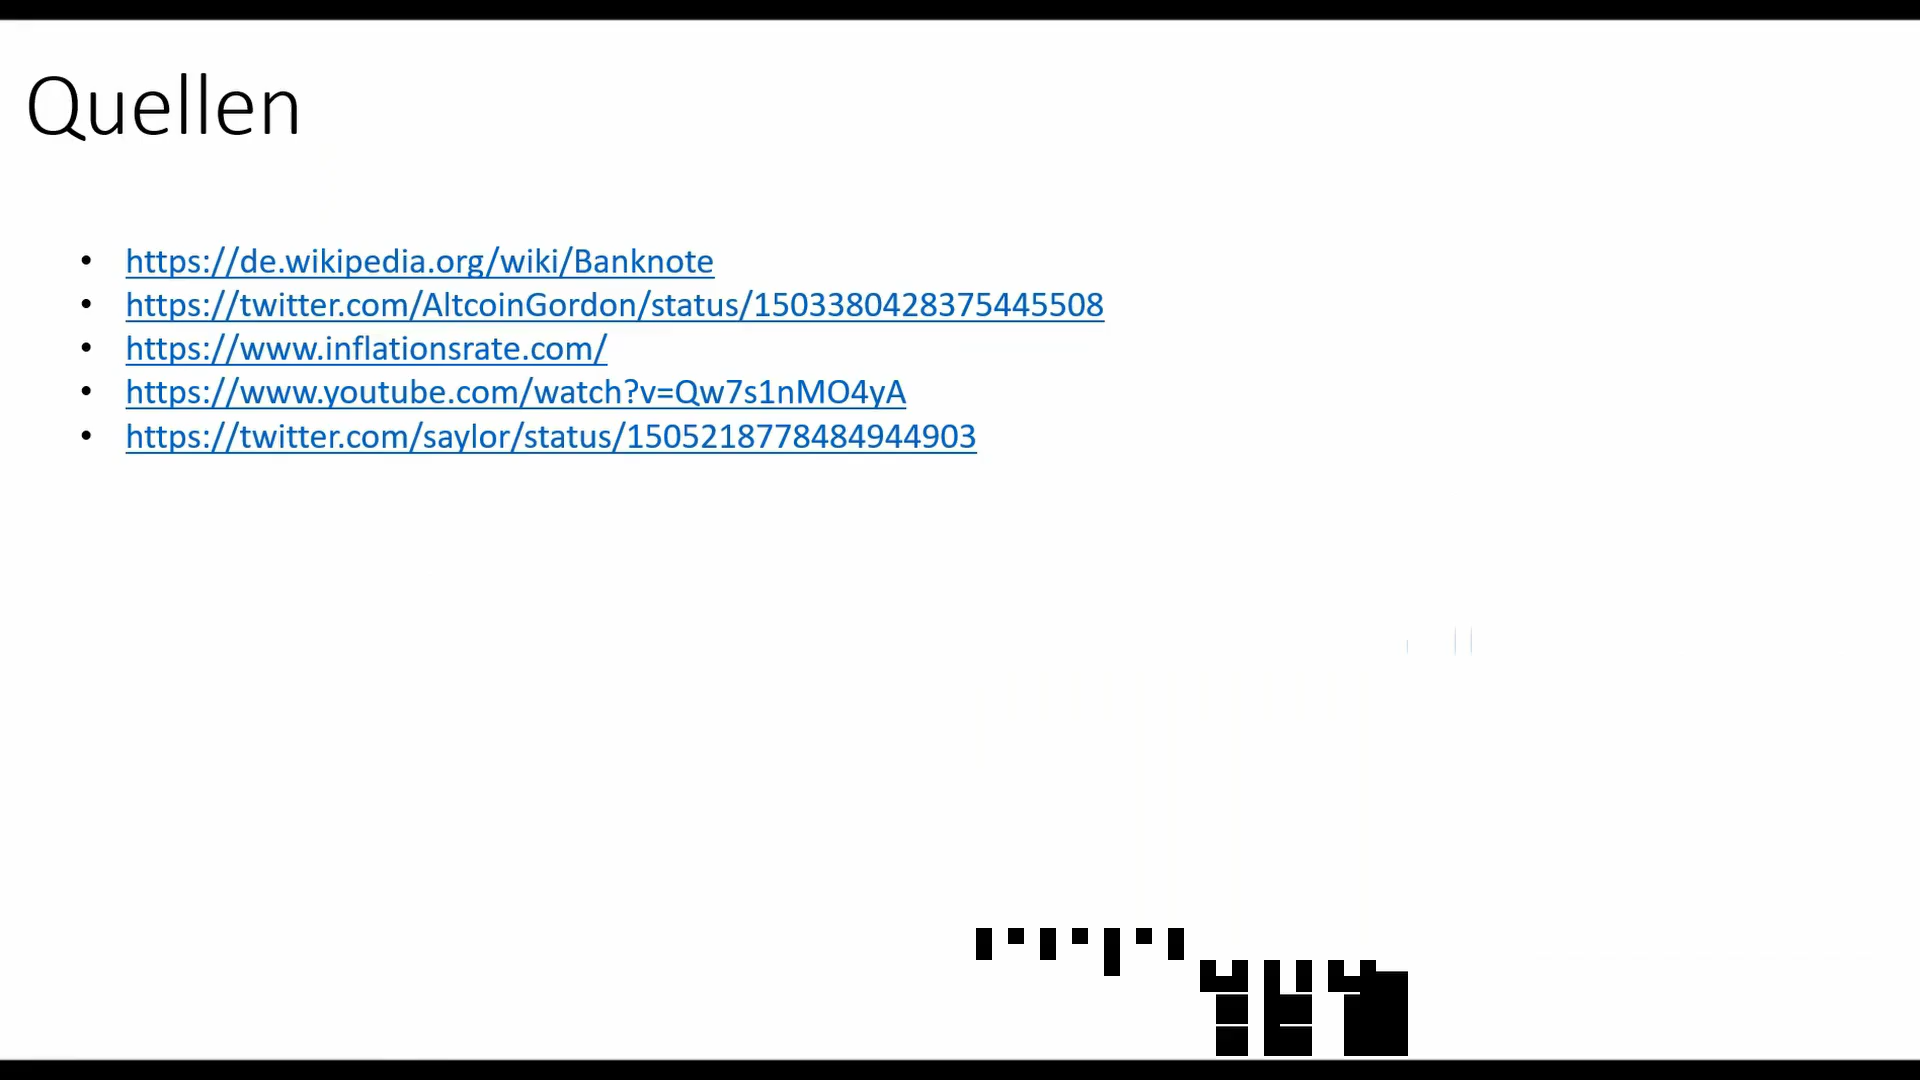 Quellen
• https://de.wikipedia.org/wiki/Banknote
• https://twitter.com/AltcoinGordon/status/1503380428375445508
• https://www.inflationsrate.com/
• https://www.youtube.com/watch?v=Qw7s1nMO4yA
• https://twitter.com/saylor/status/1505218778484944903